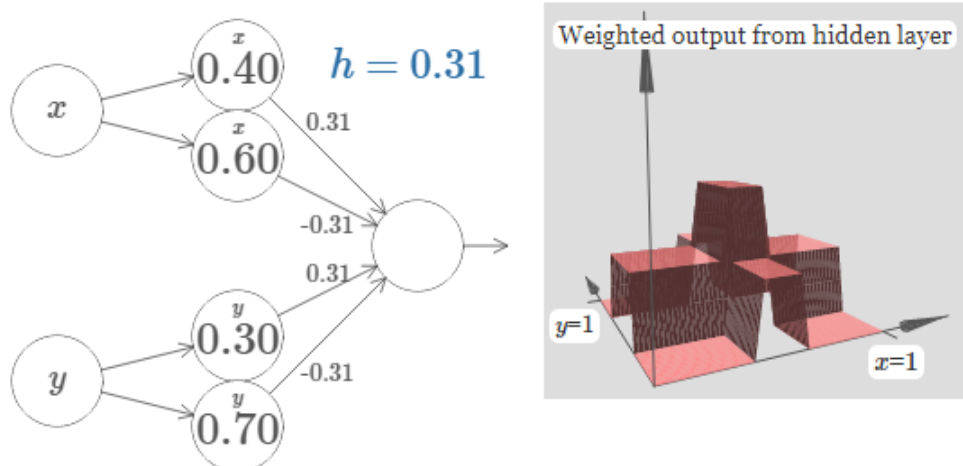 x
0.40
x
0.60
x
h = 0.31
0.31
-0.31
0.31
-0.31
y
0.30
y
0.70
y
Weighted output from hidden layer
y=1
x=1